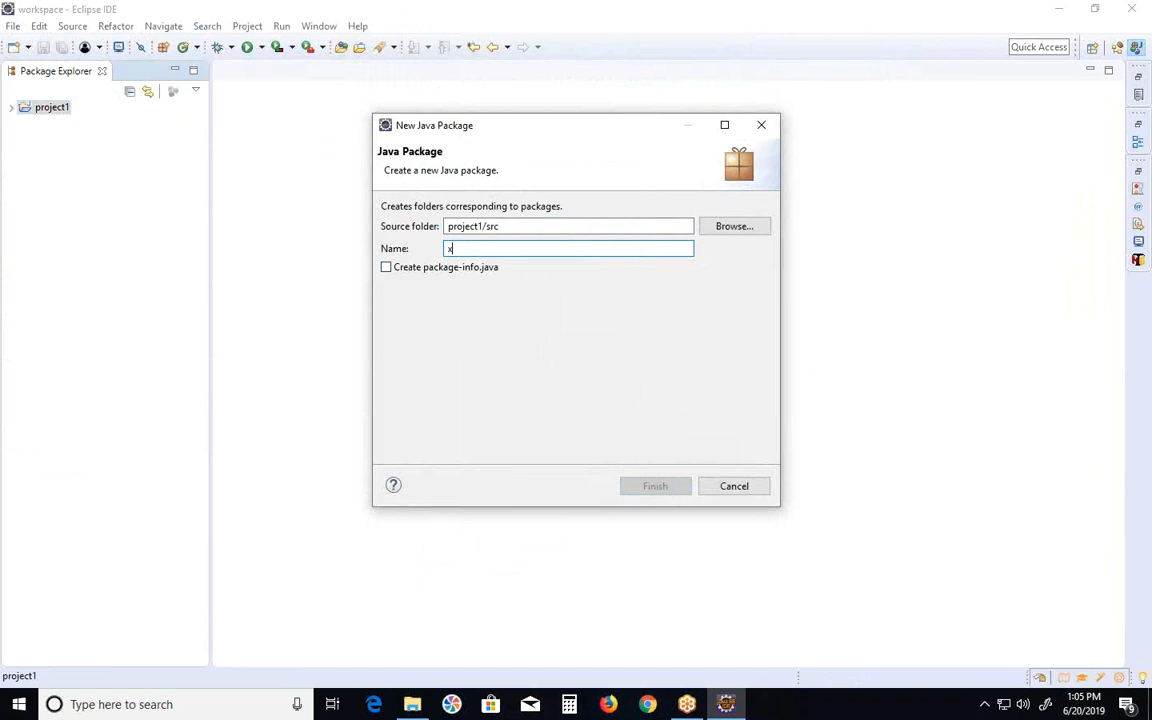 workspace - Eclipse IDE
File Edit Source Refactor Navigate Search Project Run Window Help
Quick Access
Package Explorer
project1
New Java Package
Java Package
Create a new Java package.
Creates folders corresponding to packages.
Source folder: project1/src Browse...
Name: x
Create package-info.java
? Finish Cancel
project1
Type here to search
1:05 PM
6/20/2019
9